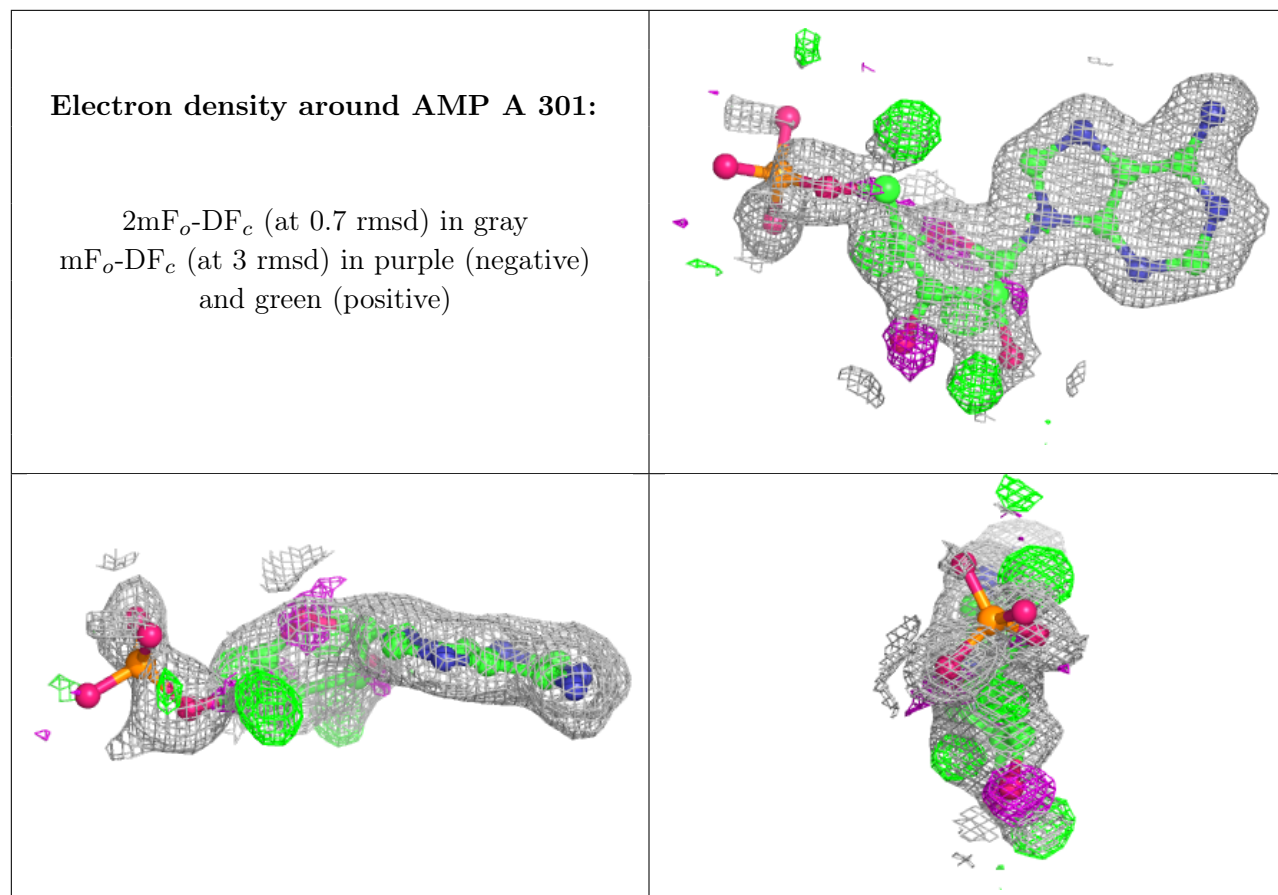 Electron density around AMP A 301:
2mFo-DFc (at 0.7 rmsd) in gray
mFo-DFc (at 3 rmsd) in purple (negative)
and green (positive)